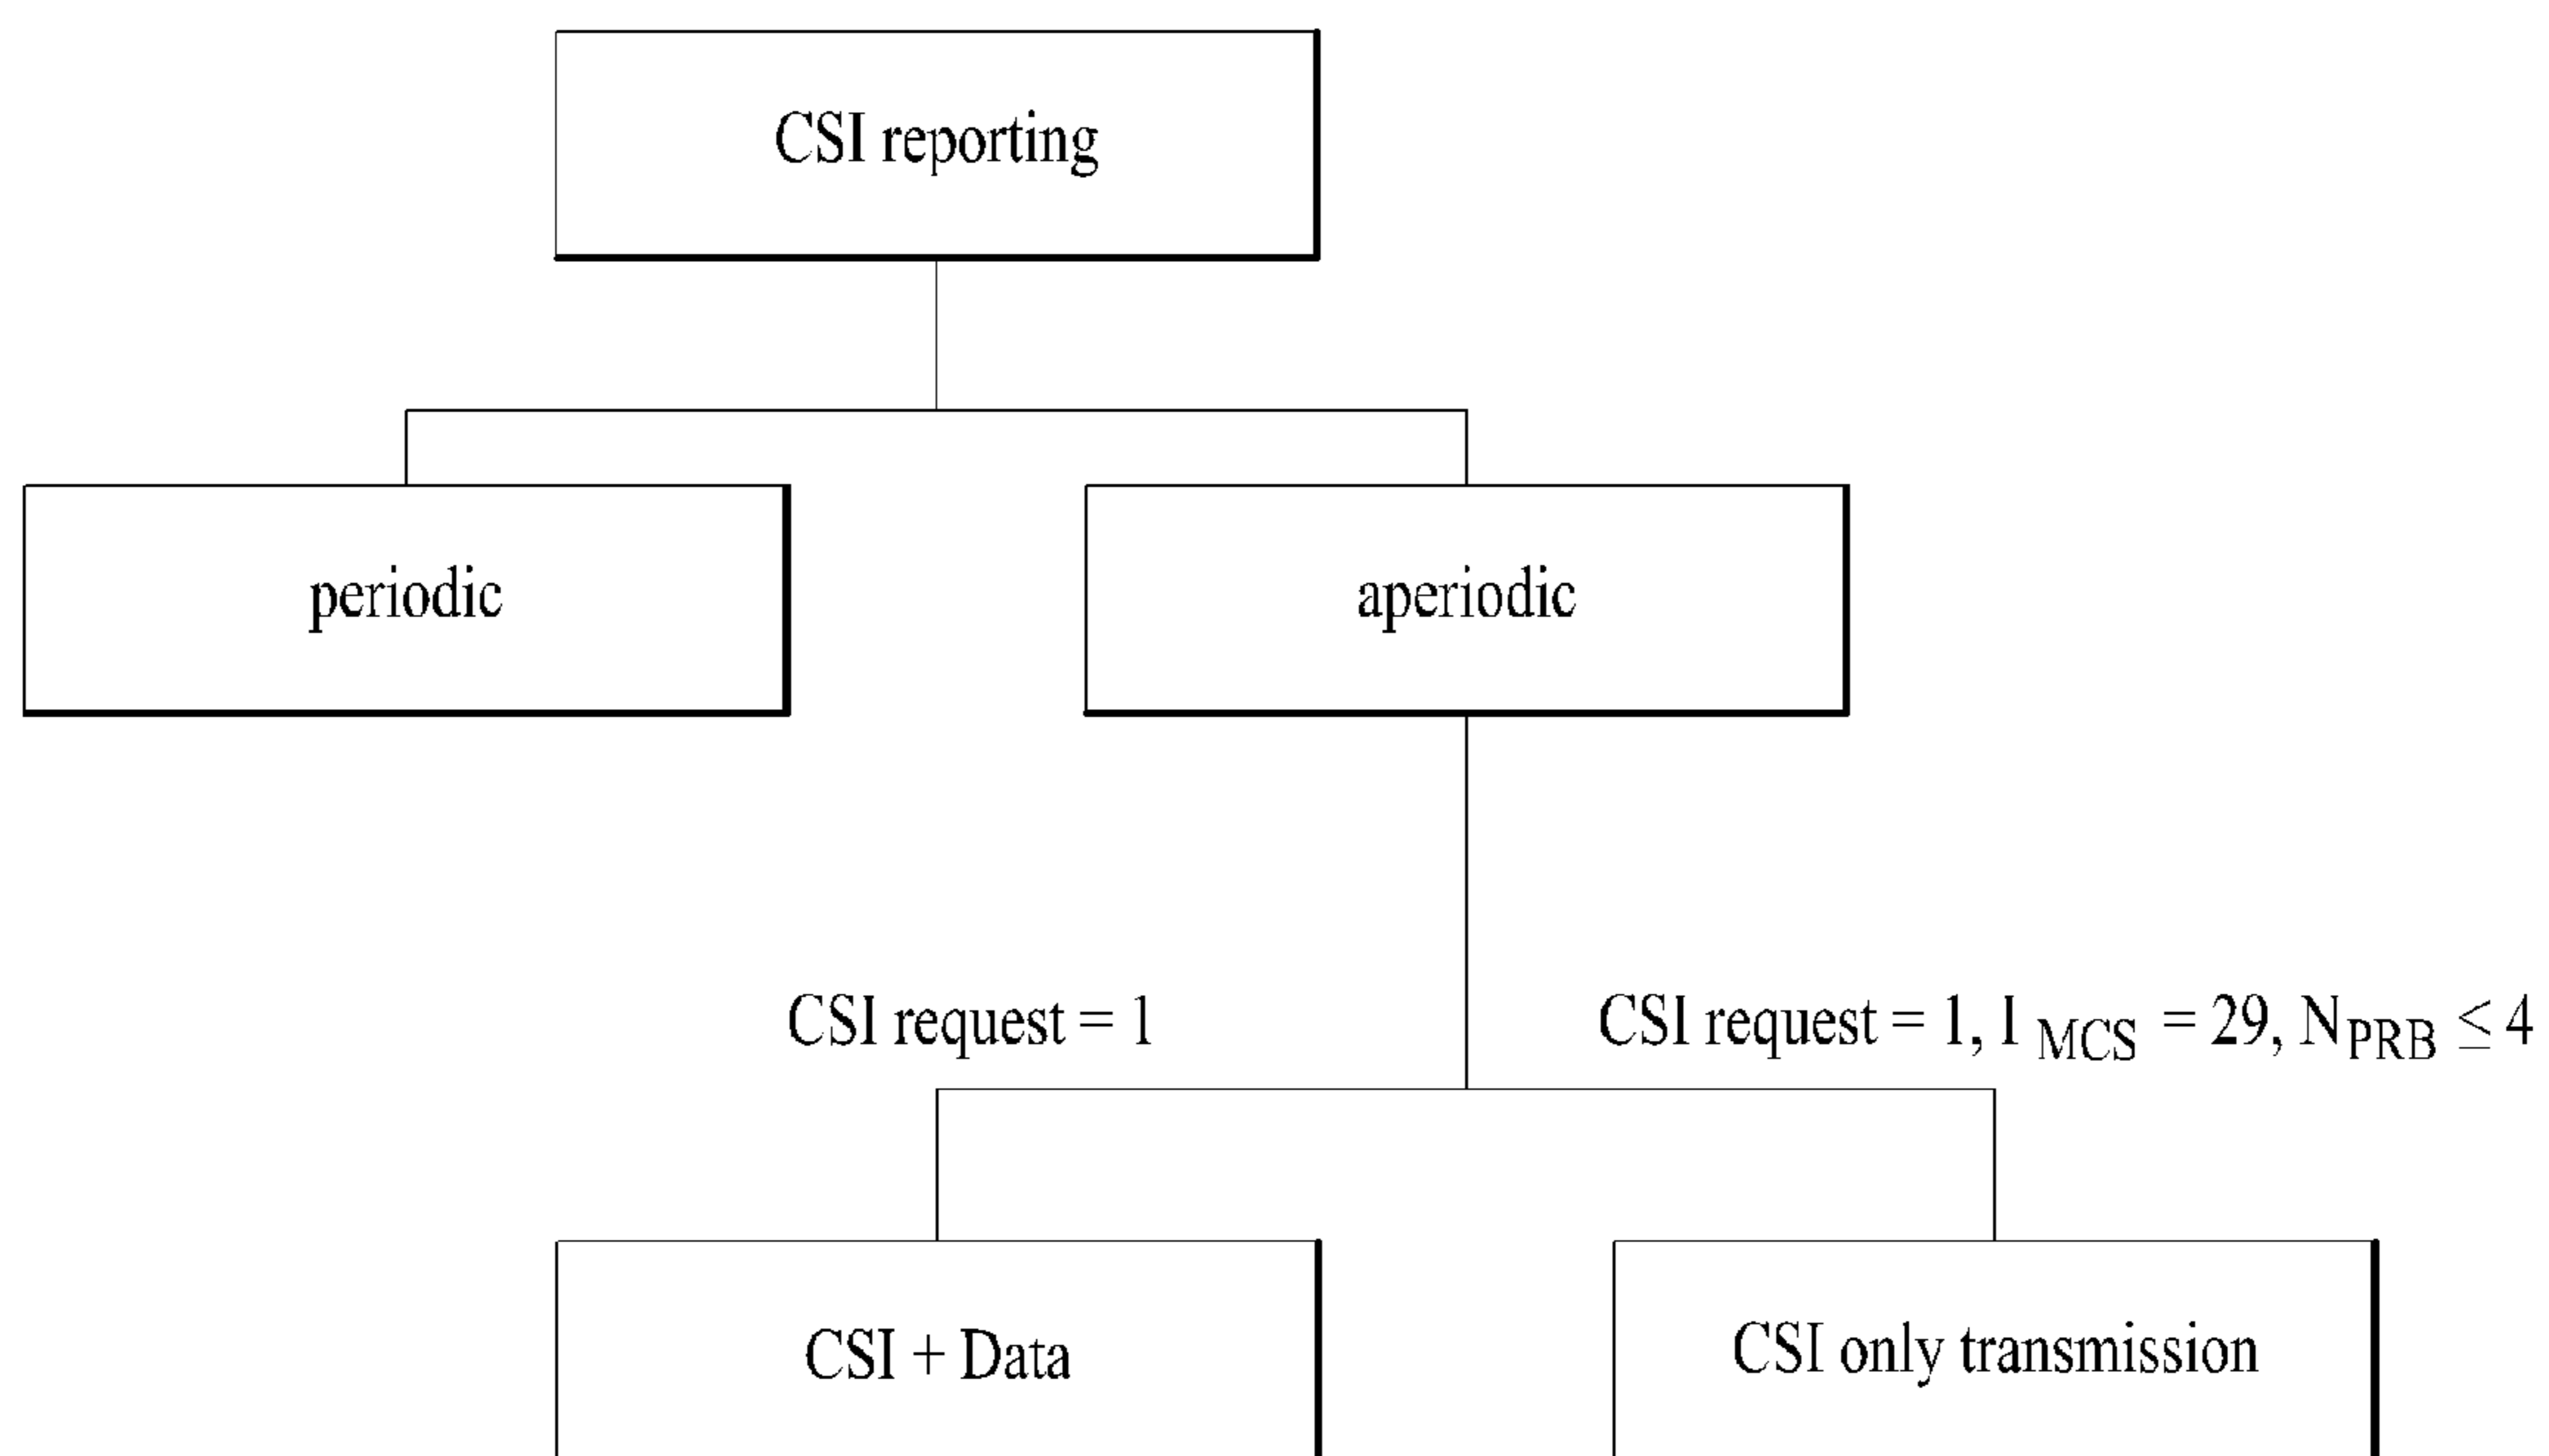 CSI reporting
periodic
aperiodic
CSI request = 1
CSI request = 1, I MCS = 29, NPRB ≤ 4
CSI + Data
CSI only transmission